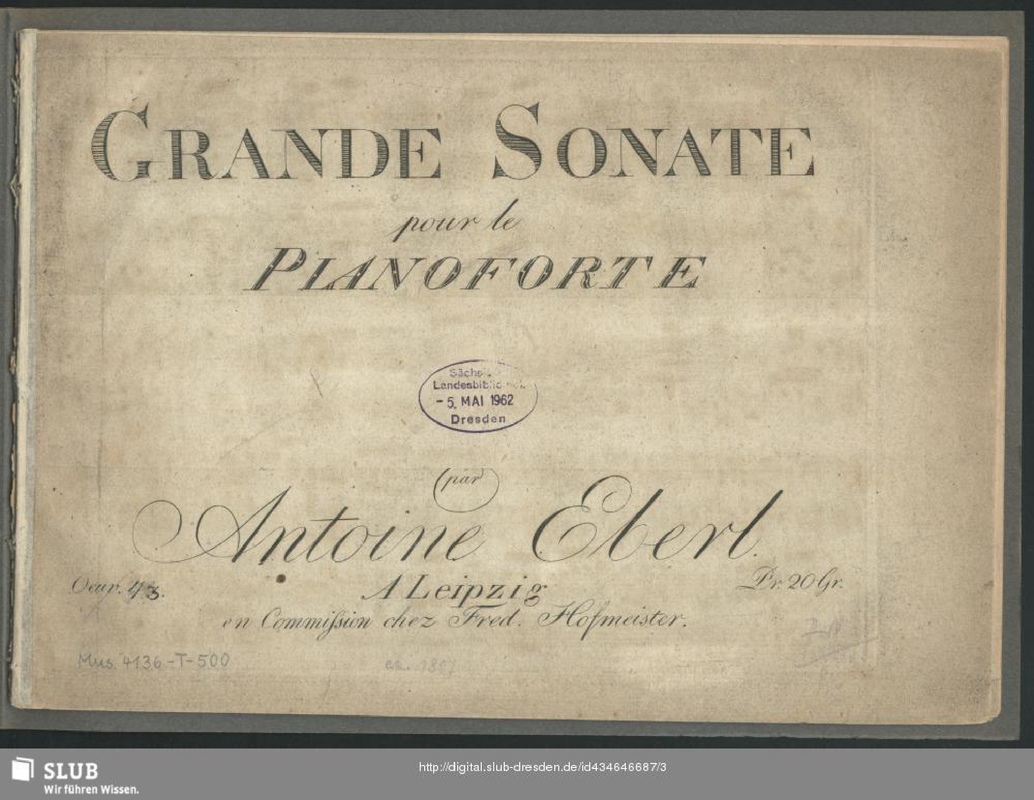 GRANDE SONATE
pour le
PIANOFORTE
Sächs.
- 5. MAI 1962
Dresden
par
Antoine Eberl.
Oeuv. 43.
A Leipzig
Pr. 20 Gr.
en Commißion chez Fred. Hofmeister.
Mus. 4136-T-500
SLUB
Wir führen Wissen.
http://digital.slub-dresden.de/id434646687/3